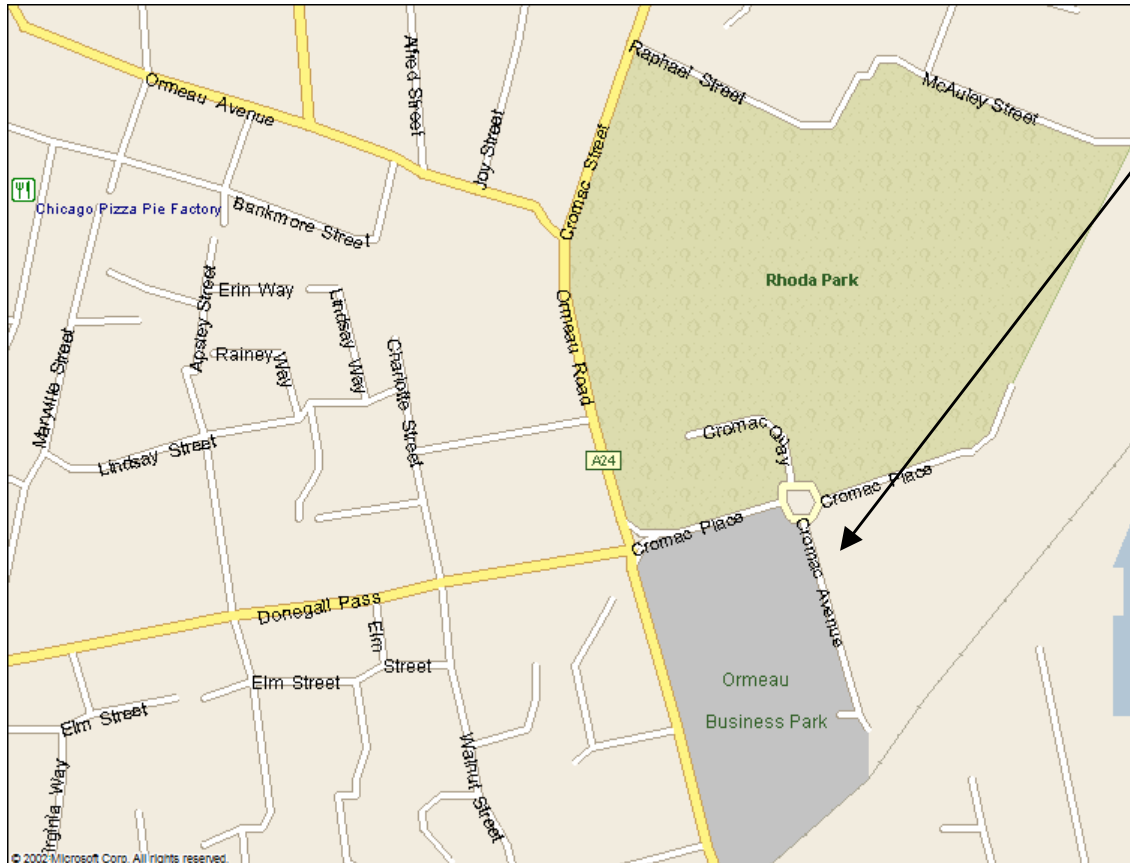 Ormeau Avenue
Alfred Street
Joy Street
Cromac Street
Raphael Street
McAuley Street
Chicago Pizza Pie Factory
Bankmore Street
Rhoda Park
Apsley Street
Erin Way
Lindsay Way
Ormeau Road
Maryville Street
Rainey Way
Charlotte Street
Lindsay Street
Cromac Quay
A24
Cromac Place
Cromac Place
Cromac Avenue
Donegall Pass
Elm
Street
Elm Street
Elm Street
Ormeau
Business Park
Walnut Street
Virginia Way
© 2002 Microsoft Corp. All rights reserved.